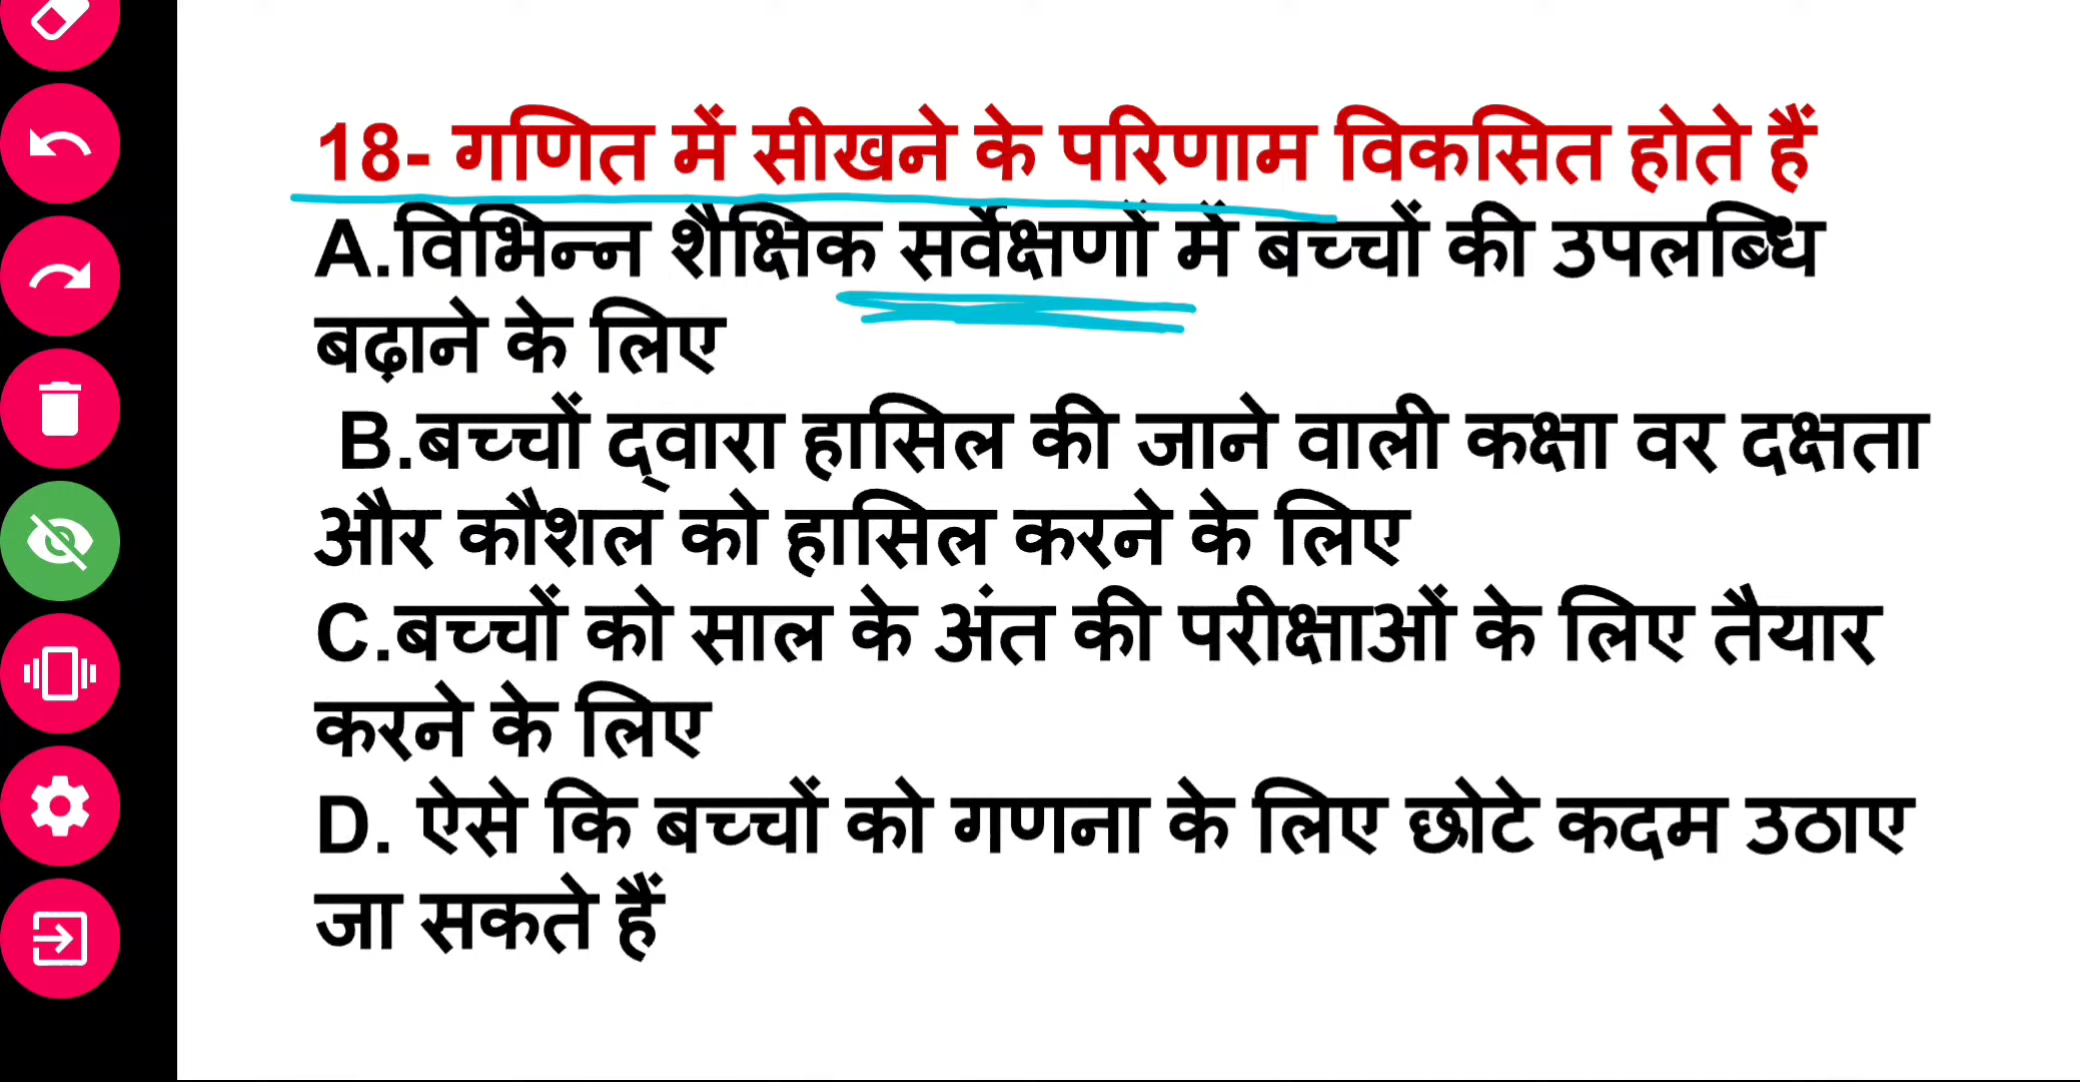 18- गणित में सीखने के परिणाम विकसित होते हैं
A.विभिन्न शैक्षिक सर्वेक्षणों में बच्चों की उपलब्धि
बढ़ाने के लिए
B.बच्चों द्वारा हासिल की जाने वाली कक्षा वर दक्षता
और कौशल को हासिल करने के लिए
C.बच्चों को साल के अंत की परीक्षाओं के लिए तैयार
करने के लिए
D. ऐसे कि बच्चों को गणना के लिए छोटे कदम उठाए
जा सकते हैं